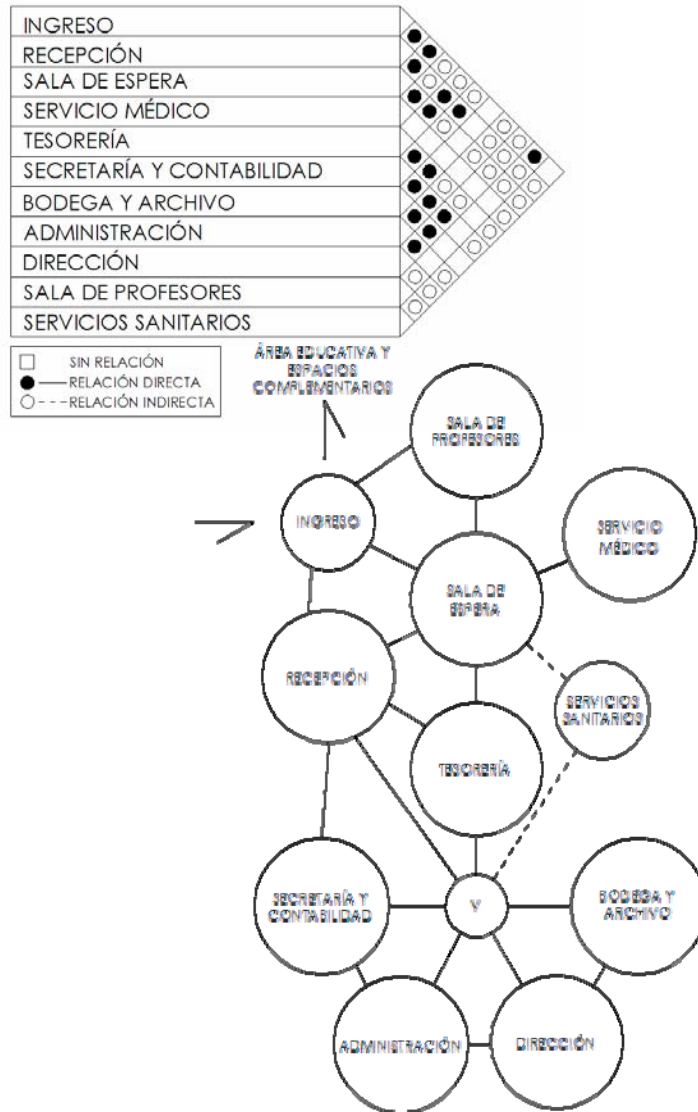 INGRESO
RECEPCIÓN
SALA DE ESPERA
SERVICIO MÉDICO
TESORERÍA
SECRETARÍA Y CONTABILIDAD
BODEGA Y ARCHIVO
ADMINISTRACIÓN
DIRECCIÓN
SALA DE PROFESORES
SERVICIOS SANITARIOS
SIN RELACIÓN
RELACIÓN DIRECTA
RELACIÓN INDIRECTA
ÁREA EDUCATIVA Y
ESPACIOS
COMPLEMENTARIOS
SALA DE
PROFESORES
INGRESO
SERVICIO
MÉDICO
SALA DE
ESPERA
RECEPCIÓN
SERVICIOS
SANITARIOS
TESORERÍA
SECRETARÍA Y
CONTABILIDAD
V
BODEGA Y
ARCHIVO
ADMINISTRACIÓN
DIRECCIÓN